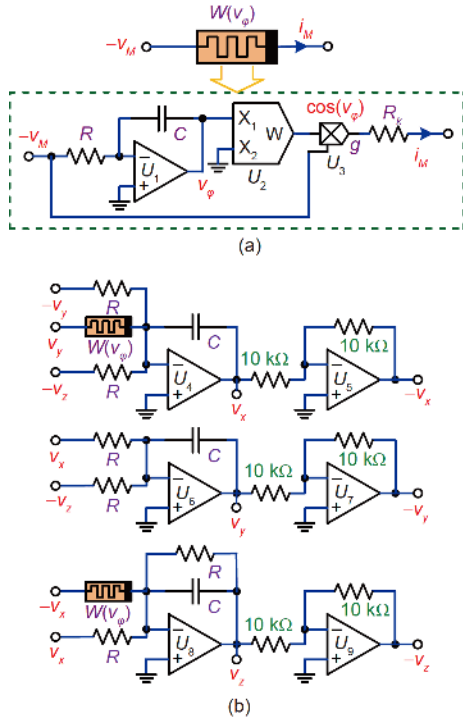 W(vφ)
−vM
iM
−vM
R
C
U1
vφ
X1
X2
W
U2
cos(vφ)
g
U3
Rk
iM
(a)
−vy
R
vy
W(vφ)
−vz
R
C
U4
vx
10 kΩ
10 kΩ
U5
−vx
vx
R
−vz
R
C
U6
vy
10 kΩ
10 kΩ
U7
−vy
R
C
−vx
W(vφ)
vx
R
U8
vz
10 kΩ
10 kΩ
U9
−vz
(b)